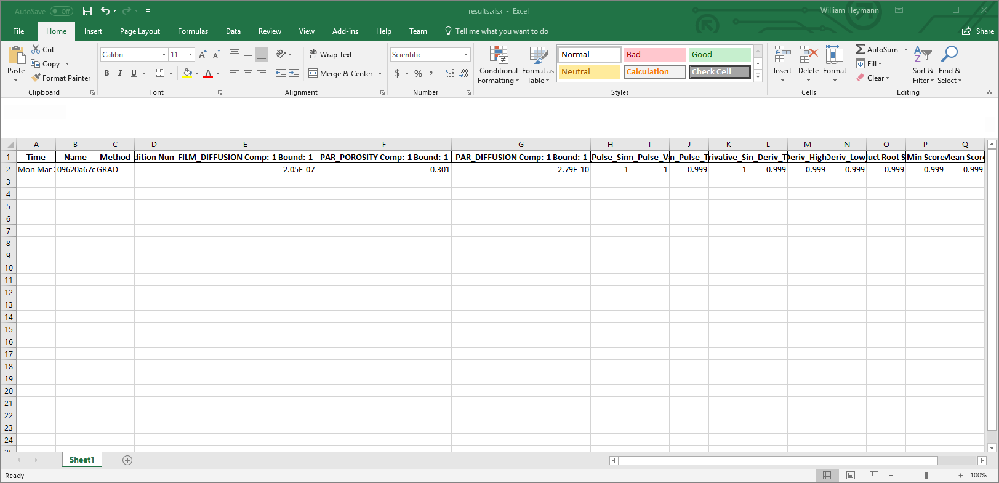 AutoSave Off results.xlsx - Excel William Heymann
File Home Insert Page Layout Formulas Data Review View Add-ins Help Team Tell me what you want to do Share
Paste Cut Copy Format Painter Clipboard
Calibri 11 A A B I U A Font
ab Wrap Text Merge & Center Alignment
Scientific $ % , .00 .0 Number
Conditional Formatting Format as Table Normal Bad Good Neutral Calculation Check Cell Styles
Insert Delete Format Cells
AutoSum Fill Clear Sort & Filter Find & Select Editing
A B C D E F G H I J K L M N O P Q
1 Time Name Method dition Num FILM_DIFFUSION Comp:-1 Bound:-1 PAR_POROSITY Comp:-1 Bound:-1 PAR_DIFFUSION Comp:-1 Bound:-1 Pulse_Sim n_Pulse_V n_Pulse_T rivative_Si n_Deriv_T Deriv_High Deriv_Low luct Root S Min Score Mean Score
2 Mon Mar 09620a67c GRAD 2.05E-07 0.301 2.79E-10 1 1 0.999 1 0.999 0.999 0.999 0.999 0.999 0.999
3
4
5
6
7
8
9
10
11
12
13
14
15
16
17
18
19
20
21
22
23
24
25
Sheet1
Ready 100%